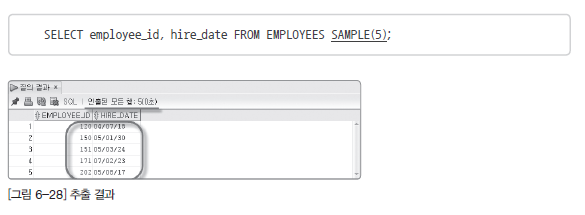 SELECT employee_id, hire_date FROM EMPLOYEES SAMPLE(5);
질의 결과 ×
SQL | 인출된 모든 행: 5(0초)
EMPLOYEE_ID HIRE_DATE
1 120 04/07/18
2 150 05/01/30
3 151 05/03/24
4 171 07/02/23
5 202 05/08/17
[그림 6-28] 추출 결과